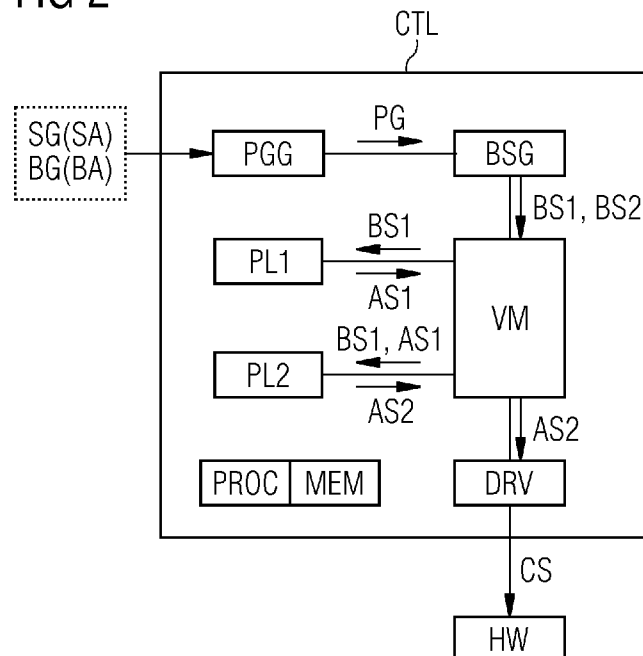 FIG 2
CTL
SG(SA)
BG(BA)
PGG
PG
BSG
BS1, BS2
PL1
BS1
AS1
VM
PL2
BS1, AS1
AS2
AS2
PROC
MEM
DRV
CS
HW